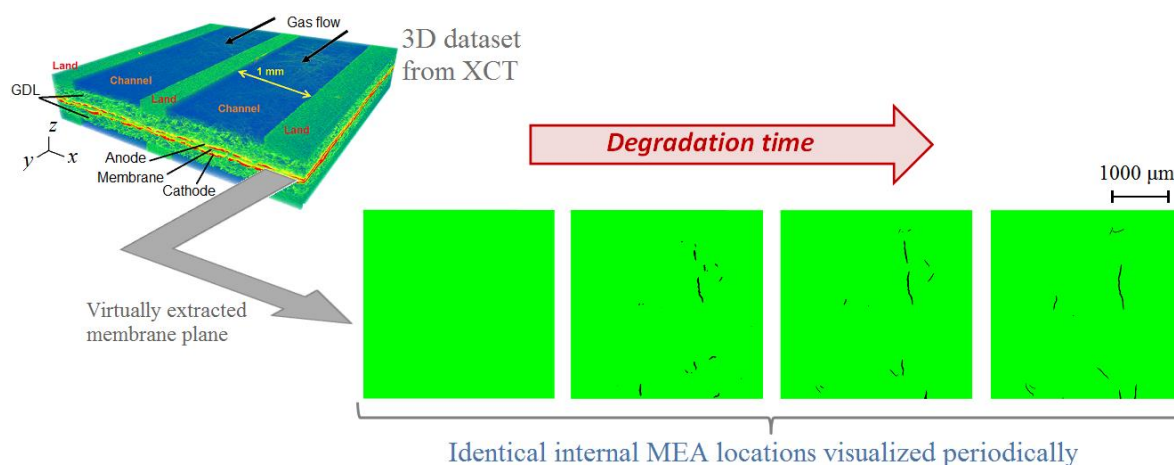 Gas flow
3D dataset
from XCT
1 mm
Land
Channel
Land
Channel
Land
GDL
z
y
x
Anode
Membrane
Cathode
Degradation time
1000 μm
Virtually extracted
membrane plane
Identical internal MEA locations visualized periodically